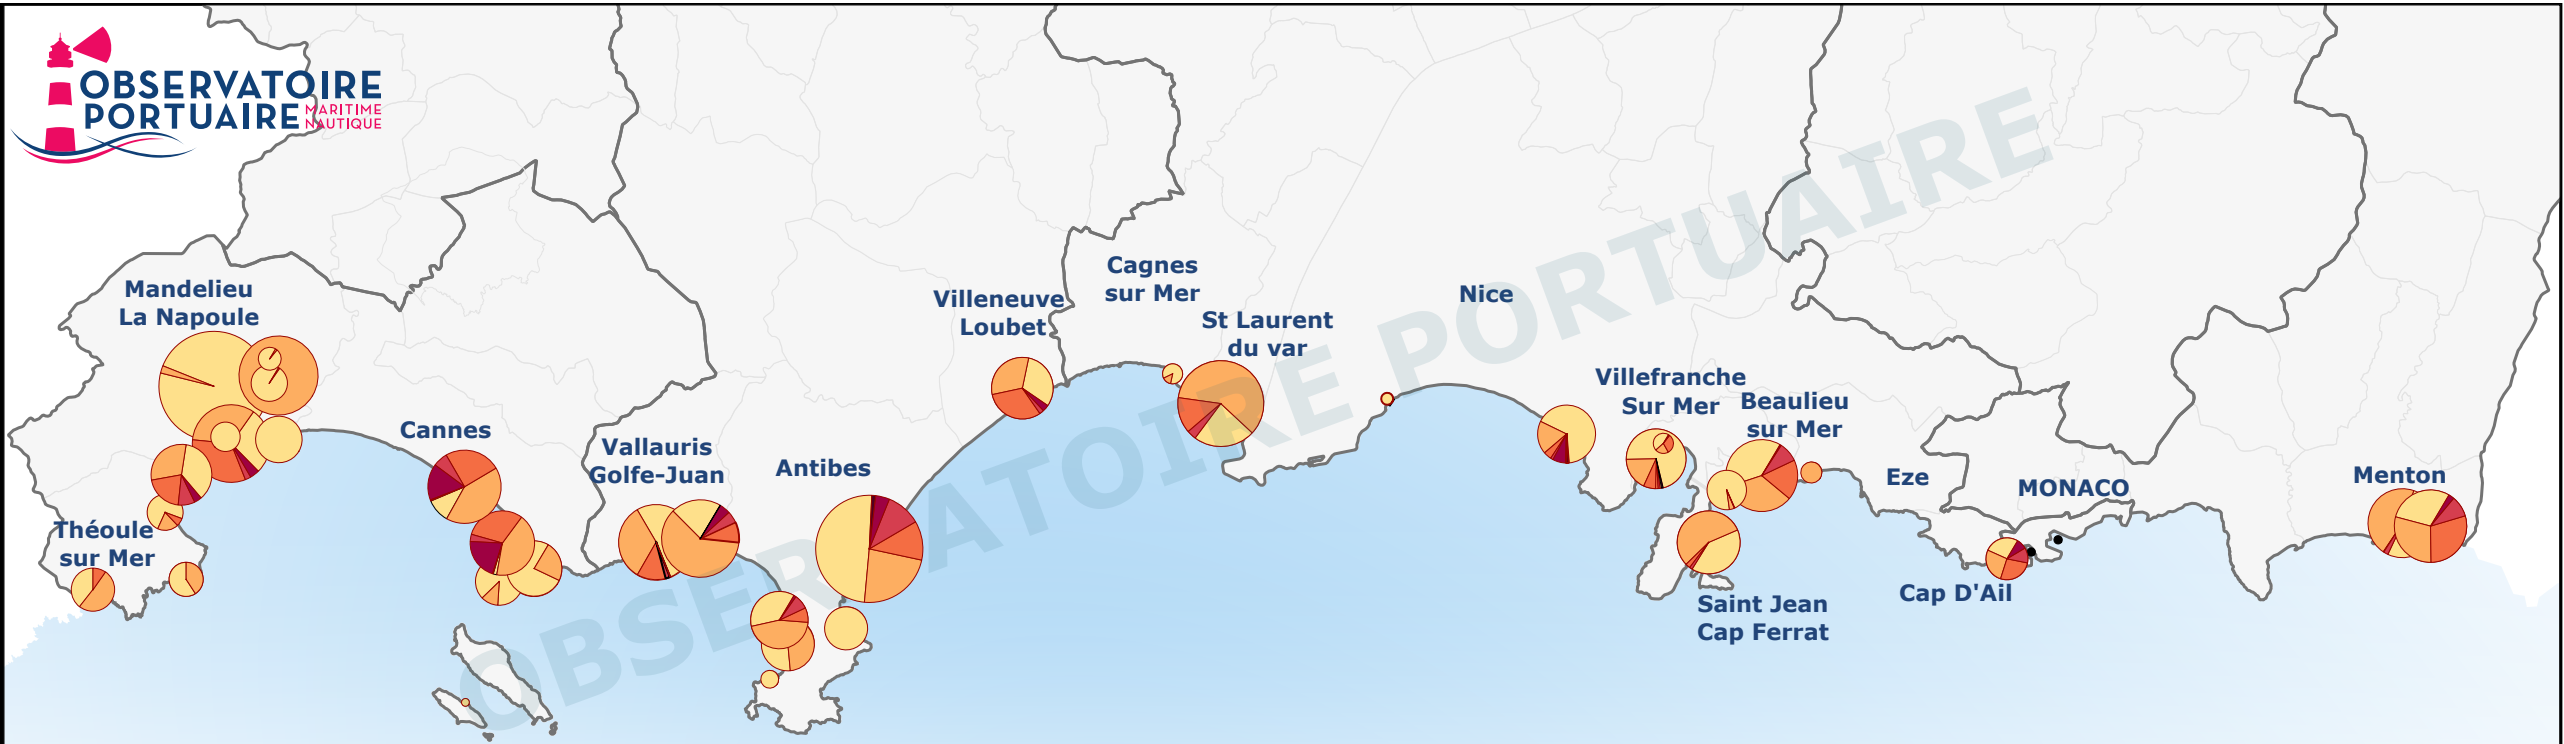 OBSERVATOIRE
PORTUAIRE MARITIME
NAUTIQUE
OBSERVATOIRE PORTUAIRE
Mandelieu
La Napoule
Théoule
sur Mer
Cannes
Vallauris
Golfe-Juan
Antibes
Villeneuve
Loubet
Cagnes
sur Mer
St Laurent
du var
Nice
Villefranche
Sur Mer
Beaulieu
sur Mer
Saint Jean
Cap Ferrat
Eze
MONACO
Cap D'Ail
Menton